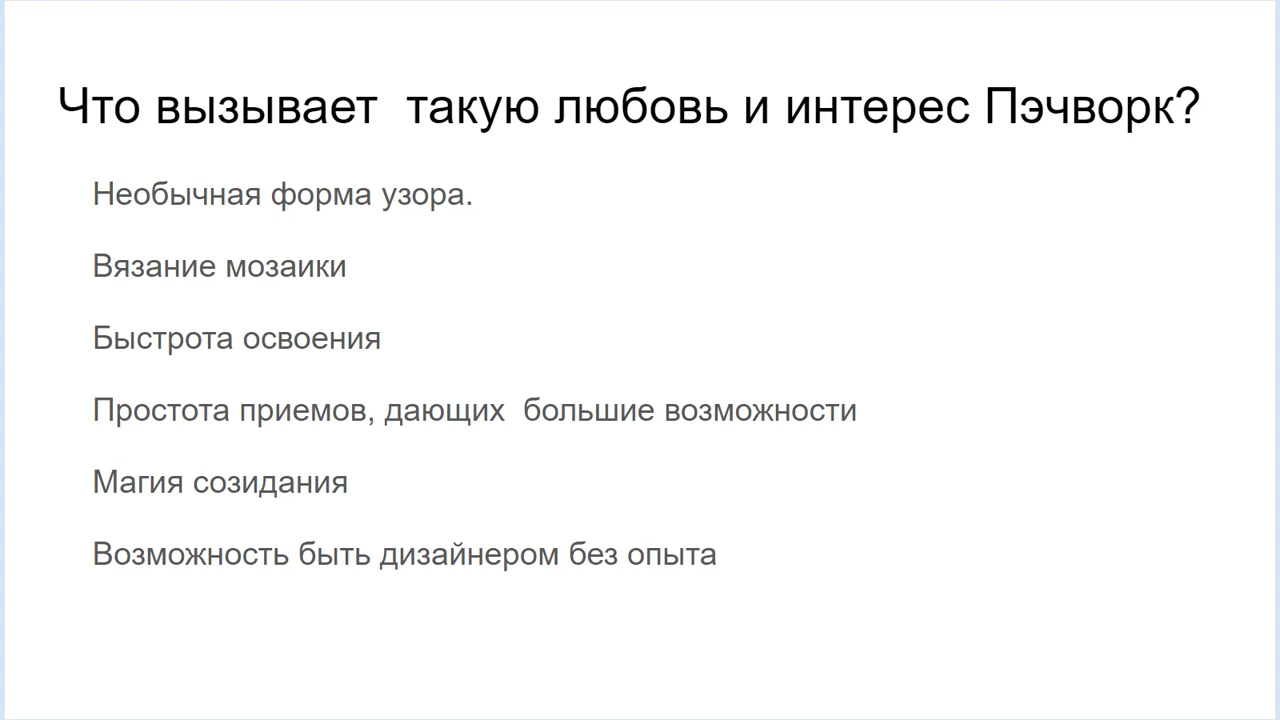 Что вызывает  такую любовь и интерес Пэчворк?
Необычная форма узора.
Вязание мозаики
Быстрота освоения
Простота приемов, дающих  большие возможности
Магия созидания
Возможность быть дизайнером без опыта